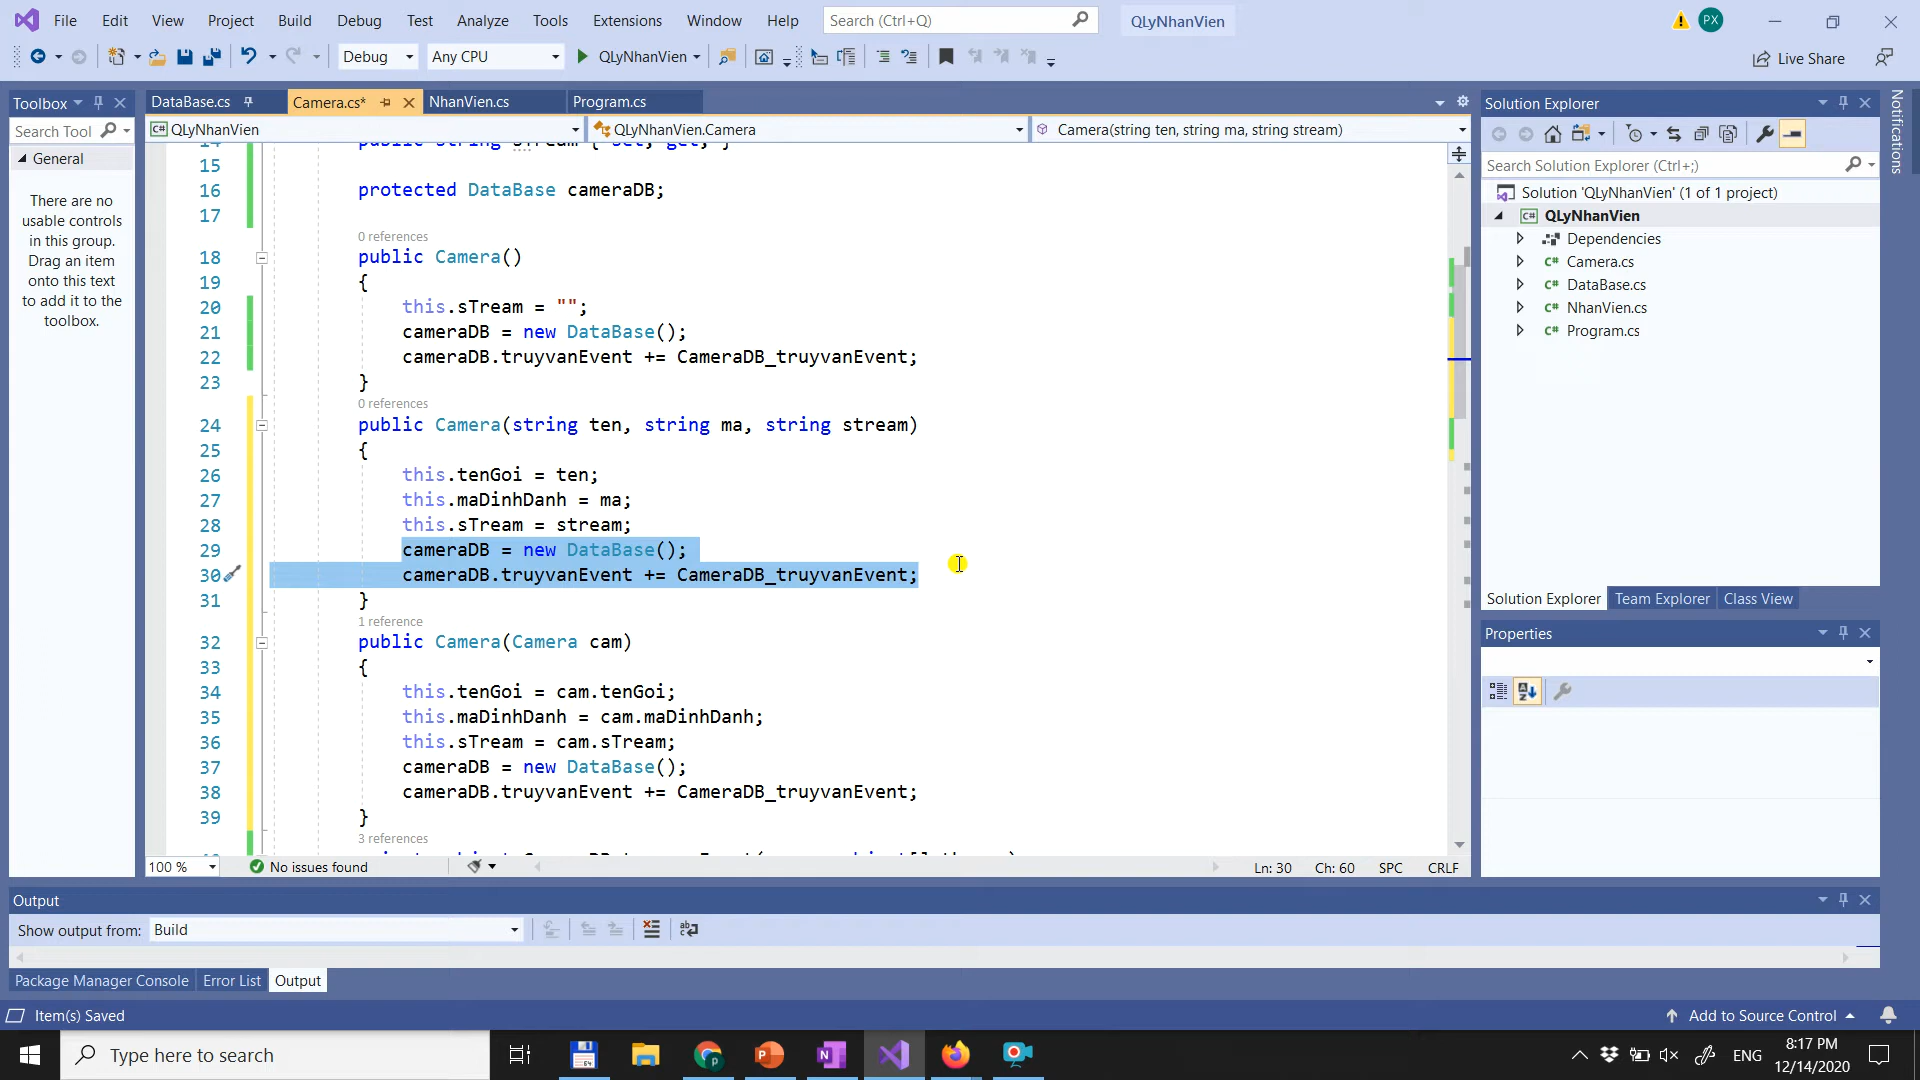 File Edit View Project Build Debug Test Analyze Tools Extensions Window Help Search (Ctrl+Q) QLyNhanVien PX
Debug Any CPU QLyNhanVien Live Share
Toolbox DataBase.cs Camera.cs* NhanVien.cs Program.cs Solution Explorer Notifications
Search Tool QLyNhanVien QLyNhanVien.Camera Camera(string ten, string ma, string stream)
General
There are no usable controls in this group. Drag an item onto this text to add it to the toolbox.
15
16 protected DataBase cameraDB;
17
0 references
18 public Camera()
19 {
20 this.sTream = "";
21 cameraDB = new DataBase();
22 cameraDB.truyvanEvent += CameraDB_truyvanEvent;
23 }
0 references
24 public Camera(string ten, string ma, string stream)
25 {
26 this.tenGoi = ten;
27 this.maDinhDanh = ma;
28 this.sTream = stream;
29 cameraDB = new DataBase();
30 cameraDB.truyvanEvent += CameraDB_truyvanEvent;
31 }
1 reference
32 public Camera(Camera cam)
33 {
34 this.tenGoi = cam.tenGoi;
35 this.maDinhDanh = cam.maDinhDanh;
36 this.sTream = cam.sTream;
37 cameraDB = new DataBase();
38 cameraDB.truyvanEvent += CameraDB_truyvanEvent;
39 }
3 references
100 % No issues found Ln: 30 Ch: 60 SPC CRLF
Search Solution Explorer (Ctrl+;)
Solution 'QLyNhanVien' (1 of 1 project)
QLyNhanVien
Dependencies
Camera.cs
DataBase.cs
NhanVien.cs
Program.cs
Solution Explorer Team Explorer Class View
Properties
Output
Show output from: Build
Package Manager Console Error List Output
Item(s) Saved Add to Source Control
Type here to search ENG 8:17 PM
12/14/2020